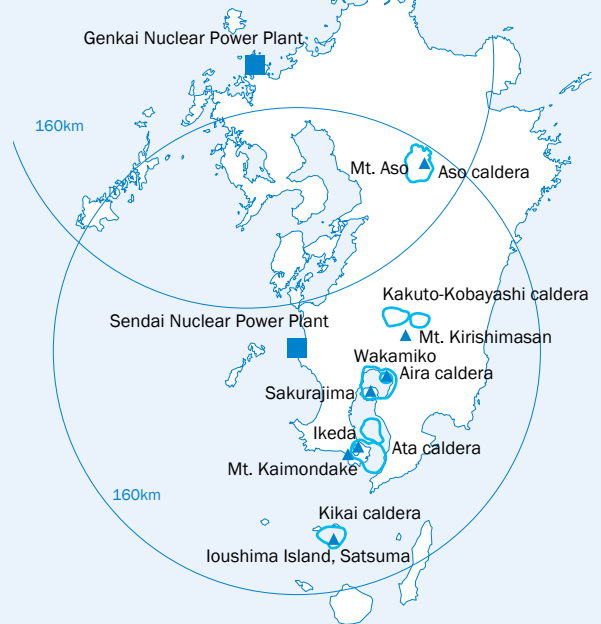 Genkai Nuclear Power Plant
160km
Mt. Aso
Aso caldera
Kakuto-Kobayashi caldera
Sendai Nuclear Power Plant
Mt. Kirishimasan
Wakamiko
Aira caldera
Sakurajima
Ikeda
Ata caldera
Mt. Kaimondake
160km
Kikai caldera
Ioushima Island, Satsuma